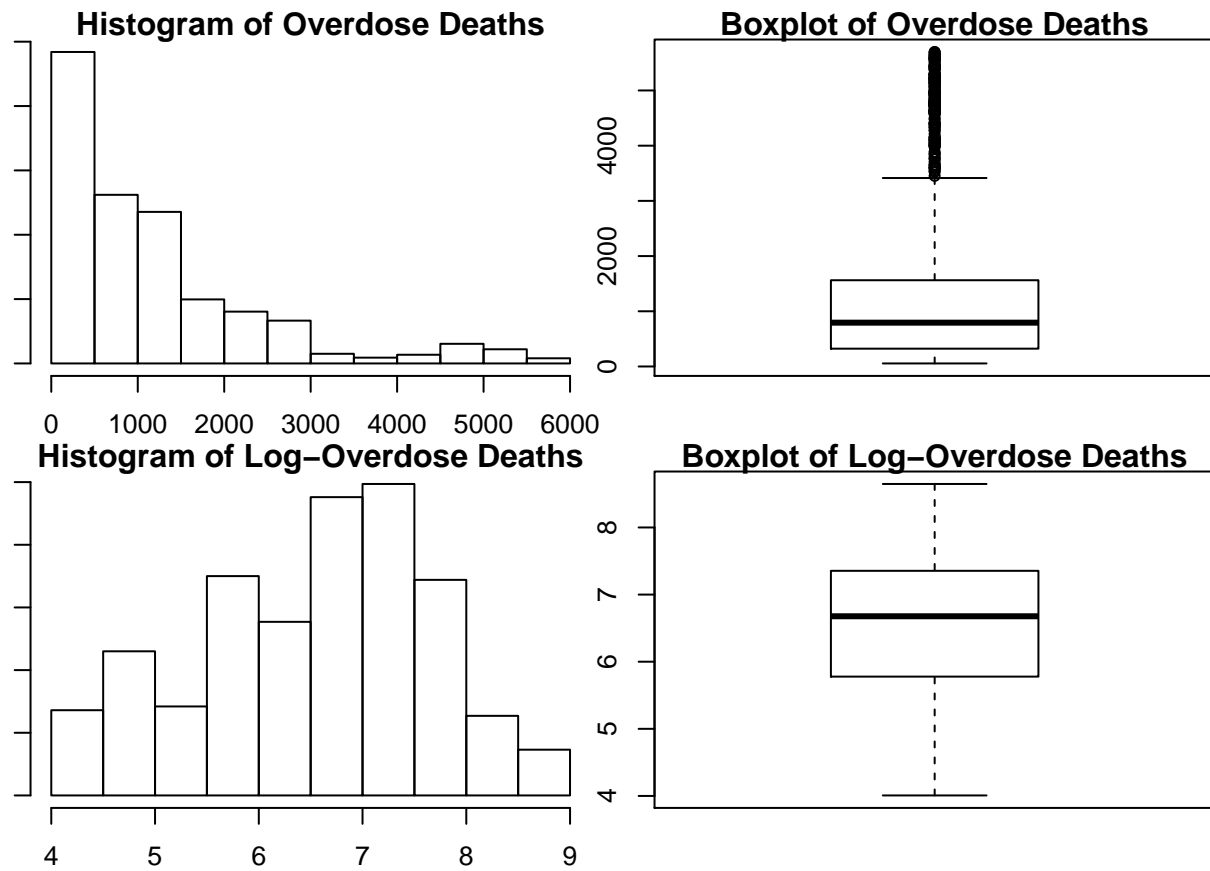 Histogram of Overdose Deaths
0 1000 2000 3000 4000 5000 6000
Boxplot of Overdose Deaths
4000
2000
0
Histogram of Log−Overdose Deaths
4 5 6 7 8 9
Boxplot of Log−Overdose Deaths
8
7
6
5
4